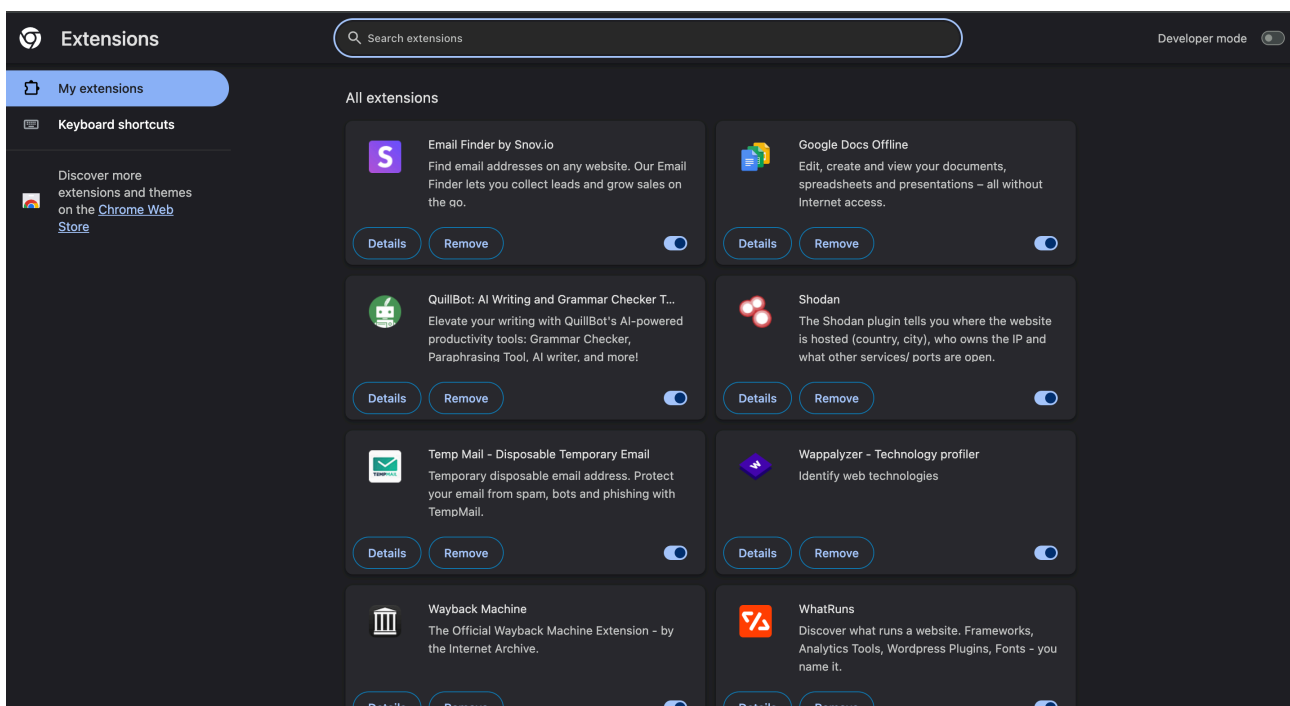 Extensions
Search extensions
Developer mode
My extensions
Keyboard shortcuts
Discover more
extensions and themes
on the Chrome Web
Store
All extensions
Email Finder by Snov.io
Find email addresses on any website. Our Email
Finder lets you collect leads and grow sales on
the go.
Details
Remove
Google Docs Offline
Edit, create and view your documents,
spreadsheets and presentations – all without
Internet access.
Details
Remove
QuillBot: AI Writing and Grammar Checker T...
Elevate your writing with QuillBot's AI-powered
productivity tools: Grammar Checker,
Paraphrasing Tool, AI writer, and more!
Details
Remove
Shodan
The Shodan plugin tells you where the website
is hosted (country, city), who owns the IP and
what other services/ ports are open.
Details
Remove
TEMPMAIL
Temp Mail - Disposable Temporary Email
Temporary disposable email address. Protect
your email from spam, bots and phishing with
TempMail.
Details
Remove
Wappalyzer - Technology profiler
Identify web technologies
Details
Remove
Wayback Machine
The Official Wayback Machine Extension - by
the Internet Archive.
Details
Remove
WhatRuns
Discover what runs a website. Frameworks,
Analytics Tools, Wordpress Plugins, Fonts - you
name it.
Details
Remove